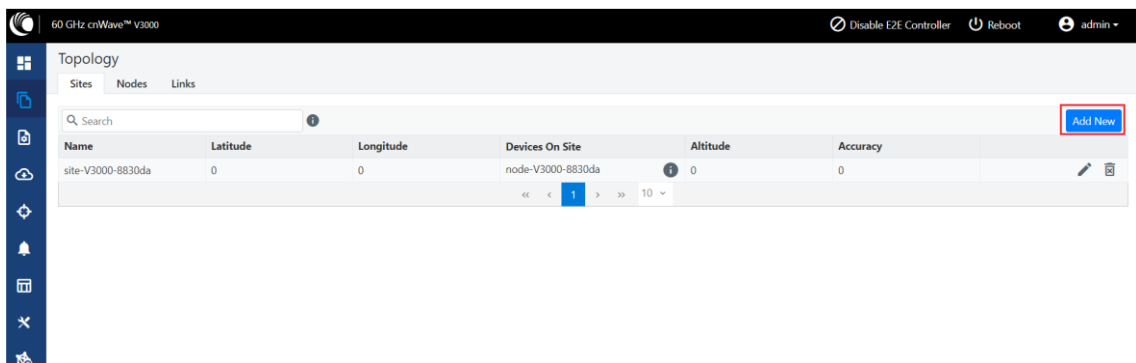 60 GHz cnWave™ V3000 Disable E2E Controller Reboot admin
Topology
Sites Nodes Links
Search Add New
Name Latitude Longitude Devices On Site Altitude Accuracy
site-V3000-8830da 0 0 node-V3000-8830da 0 0
« ‹ 1 › » 10